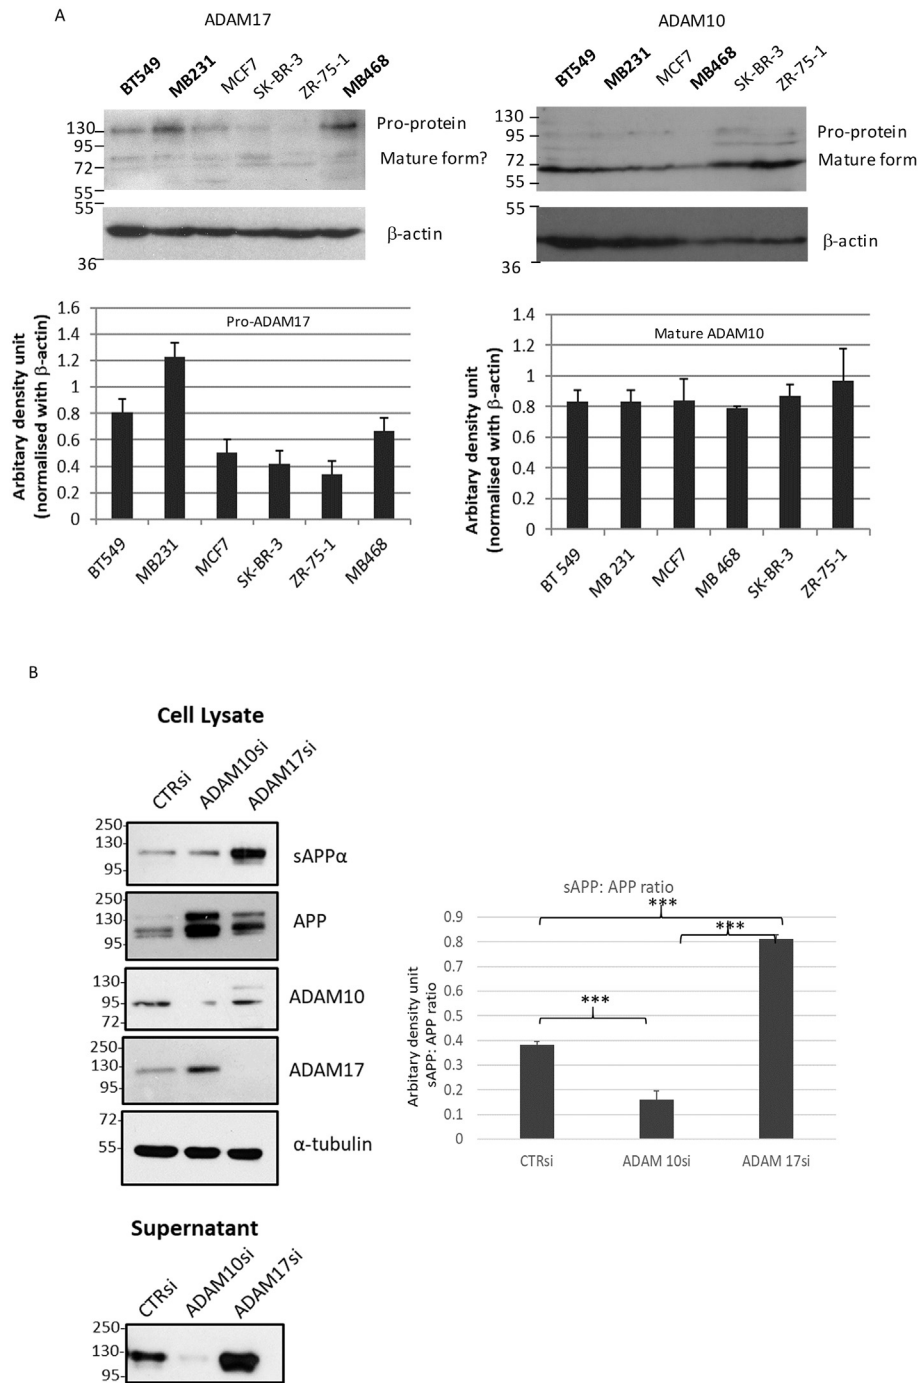 A
ADAM17
BT549 MB231 MCF7 SK-BR-3 ZR-75-1 MB468
130
95
72
55
Pro-protein
Mature form?
55
36
β-actin
ADAM10
BT549 MB231 MCF7 MB468 SK-BR-3 ZR-75-1
130
95
72
55
Pro-protein
Mature form
55
36
β-actin
Pro-ADAM17
Arbitary density unit
(normalised with β-actin)
1.6
1.4
1.2
1
0.8
0.6
0.4
0.2
0
BT549 MB231 MCF7 SK-BR-3 ZR-75-1 MB468
Mature ADAM10
Arbitary density unit
(normalised with β-actin)
1.4
1.2
1
0.8
0.6
0.4
0.2
0
BT 549 MB 231 MCF7 MB 468 SK-BR-3 ZR-75-1
B
Cell Lysate
CTRsi ADAM10si ADAM17si
250
130
95
sAPPα
250
130
95
APP
130
95
72
ADAM10
250
130
95
ADAM17
72
55
α-tubulin
Supernatant
CTRsi ADAM10si ADAM17si
250
130
95
sAPP: APP ratio
***
***
***
Arbitary density unit
sAPP: APP ratio
0.9
0.8
0.7
0.6
0.5
0.4
0.3
0.2
0.1
0
CTRsi ADAM 10si ADAM 17si